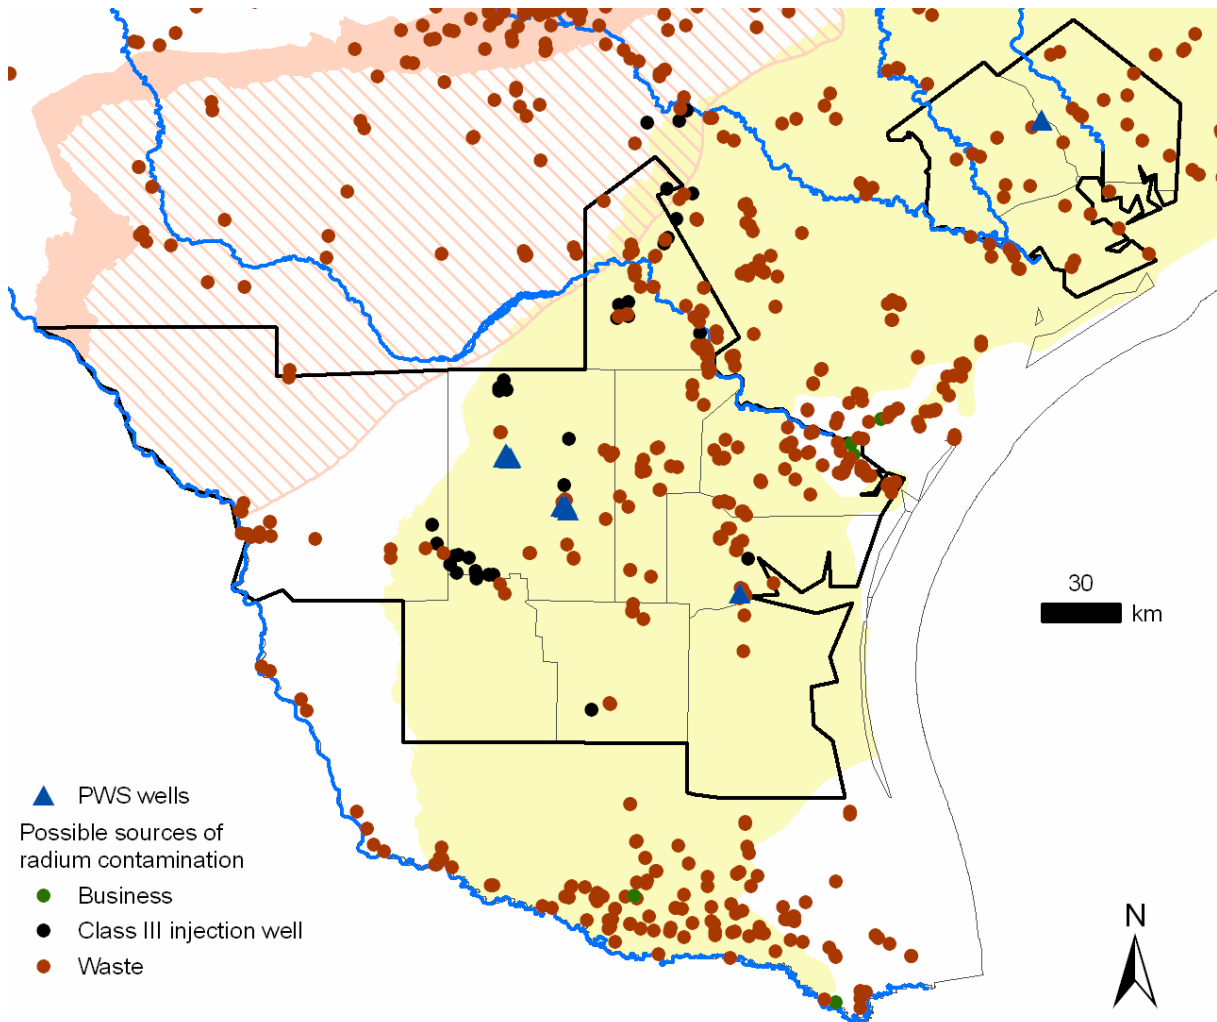 30
km
PWS wells
Possible sources of
radium contamination
Business
Class III injection well
Waste
N